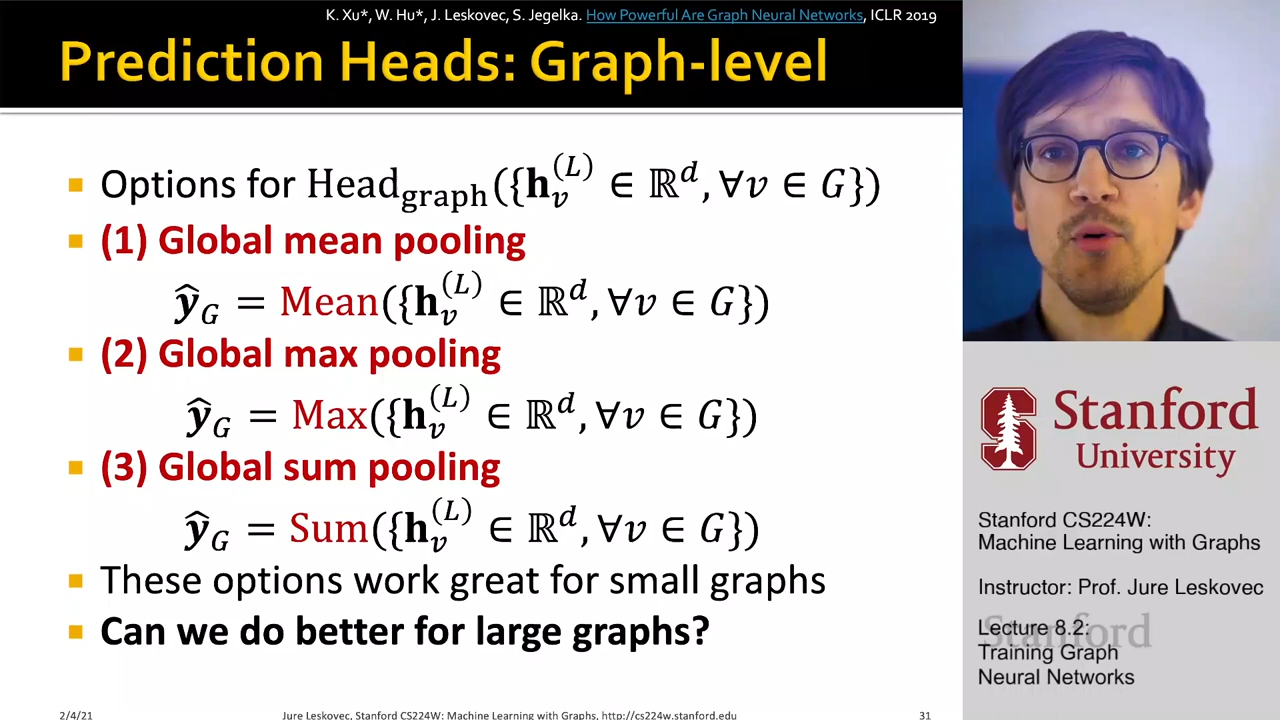 K. Xu*, W. Hu*, J. Leskovec, S. Jegelka. How Powerful Are Graph Neural Networks, ICLR 2019
Prediction Heads: Graph-level
Options for Head_graph({h_v^(L) ∈ ℝ^d, ∀v ∈ G})
(1) Global mean pooling
ŷ_G = Mean({h_v^(L) ∈ ℝ^d, ∀v ∈ G})
(2) Global max pooling
ŷ_G = Max({h_v^(L) ∈ ℝ^d, ∀v ∈ G})
(3) Global sum pooling
ŷ_G = Sum({h_v^(L) ∈ ℝ^d, ∀v ∈ G})
These options work great for small graphs
Can we do better for large graphs?
2/4/21
Jure Leskovec, Stanford CS224W: Machine Learning with Graphs, http://cs224w.stanford.edu
31
Stanford
University
Stanford CS224W:
Machine Learning with Graphs
Instructor: Prof. Jure Leskovec
Stanford
Lecture 8.2:
Training Graph
Neural Networks